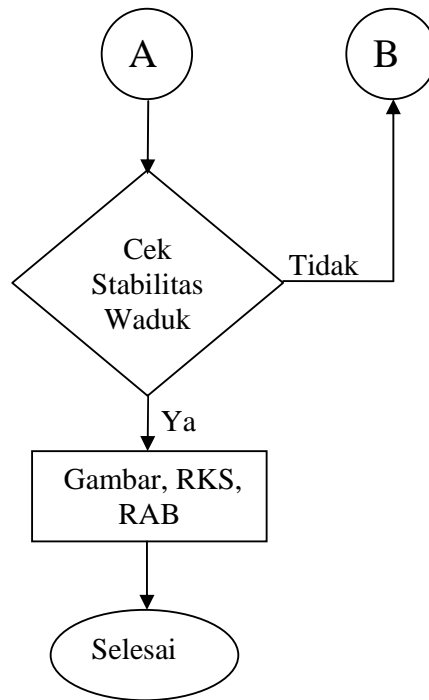 A
B
Cek
Stabilitas
Waduk
Tidak
Ya
Gambar, RKS,
RAB
Selesai